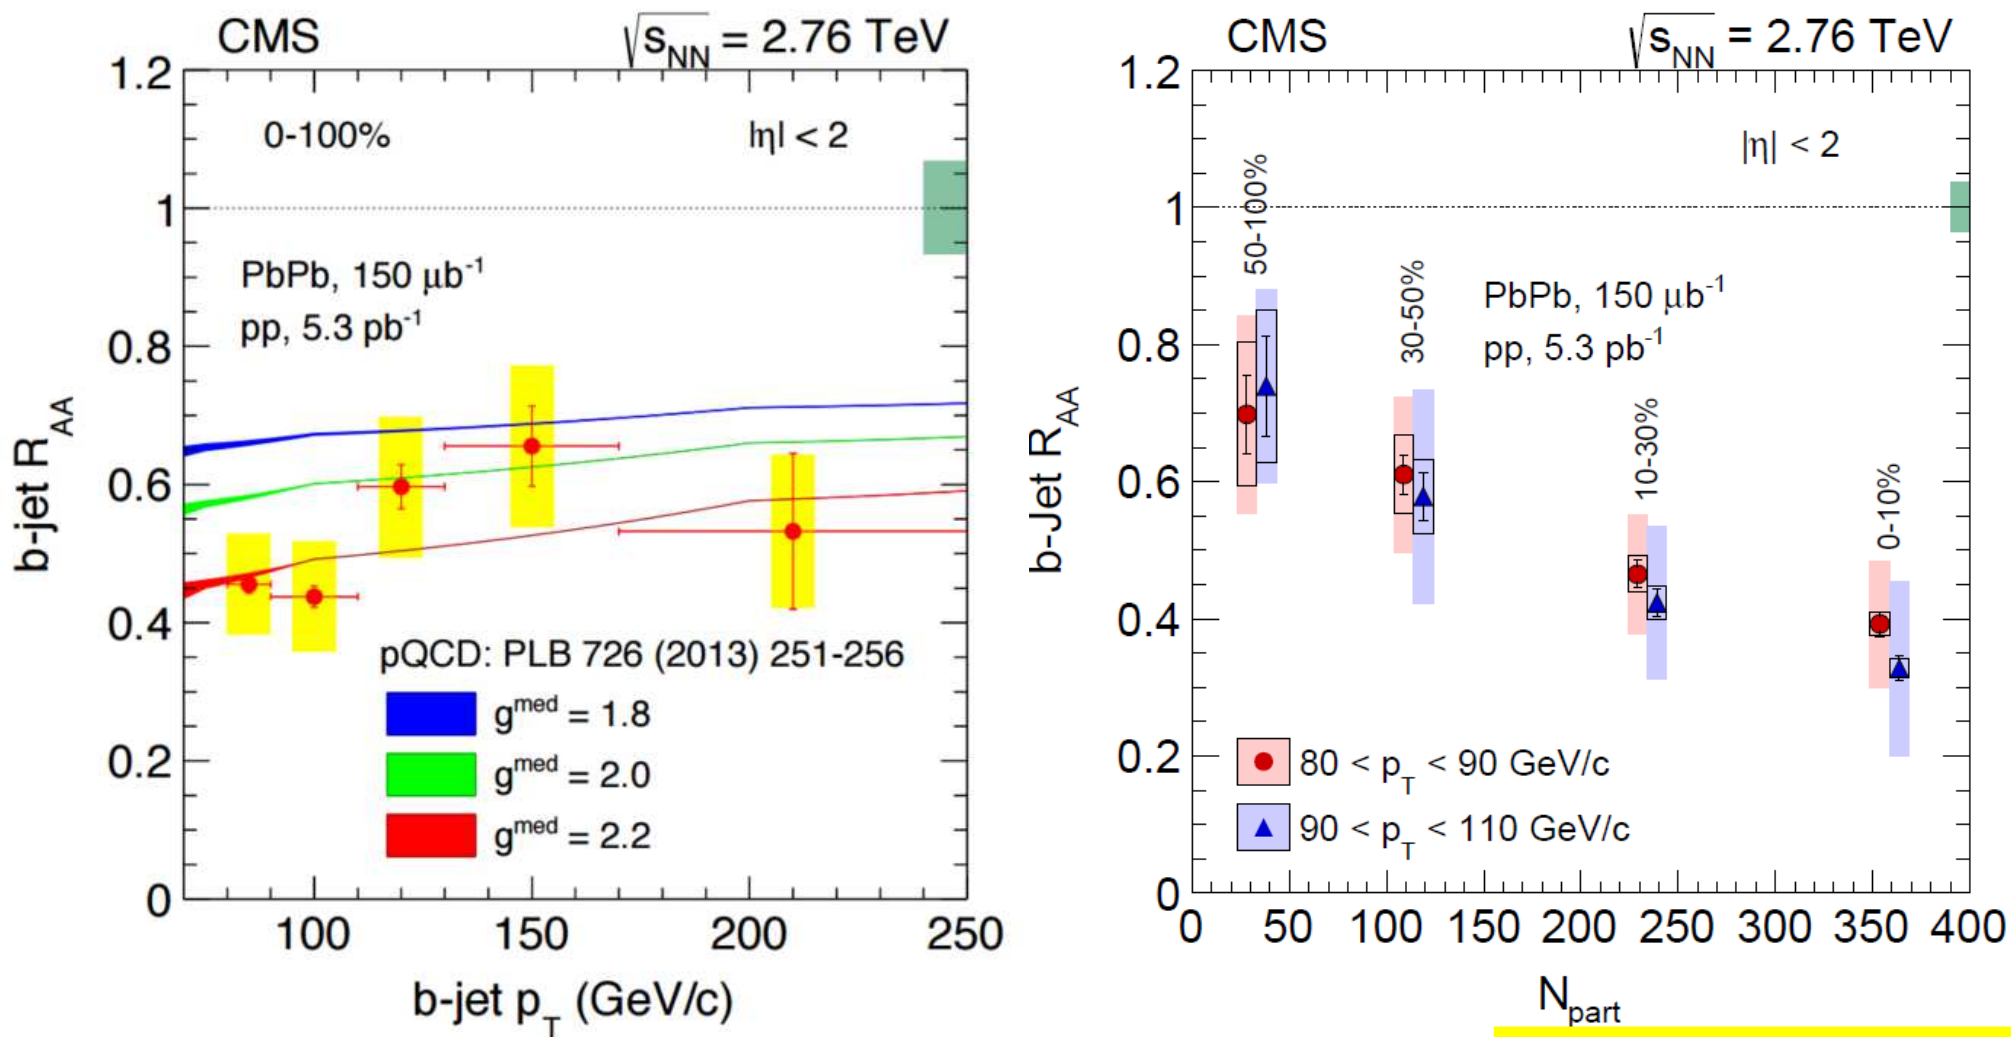 CMS
√sNN = 2.76 TeV
1.2
1
0.8
0.6
0.4
0.2
0
b-jet RAA
0-100%
|η| < 2
PbPb, 150 μb-1
pp, 5.3 pb-1
pQCD: PLB 726 (2013) 251-256
gmed = 1.8
gmed = 2.0
gmed = 2.2
100 150 200 250
b-jet pT (GeV/c)
CMS
√sNN = 2.76 TeV
1.2
1
0.8
0.6
0.4
0.2
0
b-Jet RAA
|η| < 2
50-100%
30-50%
10-30%
0-10%
PbPb, 150 μb-1
pp, 5.3 pb-1
80 < pT < 90 GeV/c
90 < pT < 110 GeV/c
0 50 100 150 200 250 300 350 400
Npart